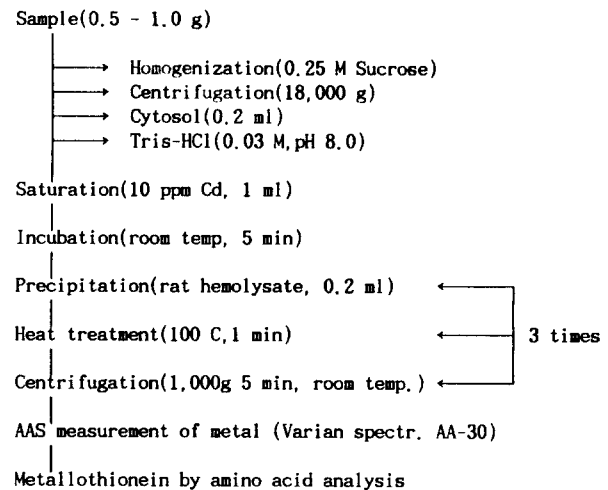 Sample(0.5 - 1.0 g)
Homogenization(0.25 M Sucrose)
Centrifugation(18,000 g)
Cytosol(0.2 ml)
Tris-HCl(0.03 M,pH 8.0)
Saturation(10 ppm Cd, 1 ml)
Incubation(room temp, 5 min)
Precipitation(rat hemolysate, 0.2 ml)
Heat treatment(100 C,1 min)
3 times
Centrifugation(1,000g 5 min, room temp.)
AAS measurement of metal (Varian spectr. AA-30)
Metallothionein by amino acid analysis